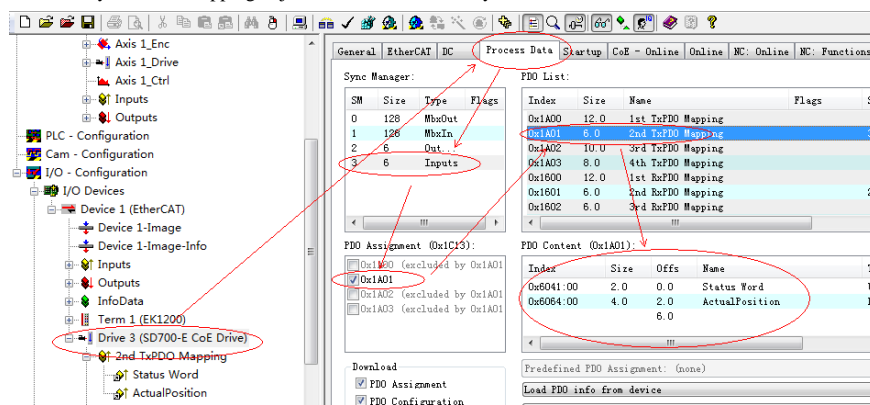 Axis 1_Enc
Axis 1_Drive
Axis 1_Ctrl
Inputs
Outputs
PLC - Configuration
Cam - Configuration
I/O - Configuration
I/O Devices
Device 1 (EtherCAT)
Device 1-Image
Device 1-Image-Info
Inputs
Outputs
InfoData
Term 1 (EK1200)
Drive 3 (SD700-E CoE Drive)
2nd TxPDO Mapping
Status Word
ActualPosition
General EtherCAT DC Process Data Startup CoE - Online Online NC: Online NC: Functions
Sync Manager:
SM Size Type Flags
0 128 MbxOut
1 128 MbxIn
2 6 Out...
3 6 Inputs
PDO List:
Index Size Name Flags
0x1A00 12.0 1st TxPDO Mapping
0x1A01 6.0 2nd TxPDO Mapping
0x1A02 10.0 3rd TxPDO Mapping
0x1A03 8.0 4th TxPDO Mapping
0x1600 12.0 1st RxPDO Mapping
0x1601 6.0 2nd RxPDO Mapping
0x1602 6.0 3rd RxPDO Mapping
PDO Assignment (0x1C13):
0x1A00 (excluded by 0x1A01
0x1A01
0x1A02 (excluded by 0x1A01
0x1A03 (excluded by 0x1A01
PDO Content (0x1A01):
Index Size Offs Name
0x6041:00 2.0 0.0 Status Word
0x6064:00 4.0 2.0 ActualPosition
6.0
Download
PDO Assignment
PDO Configuration
Predefined PDO Assignment: (none)
Load PDO info from device